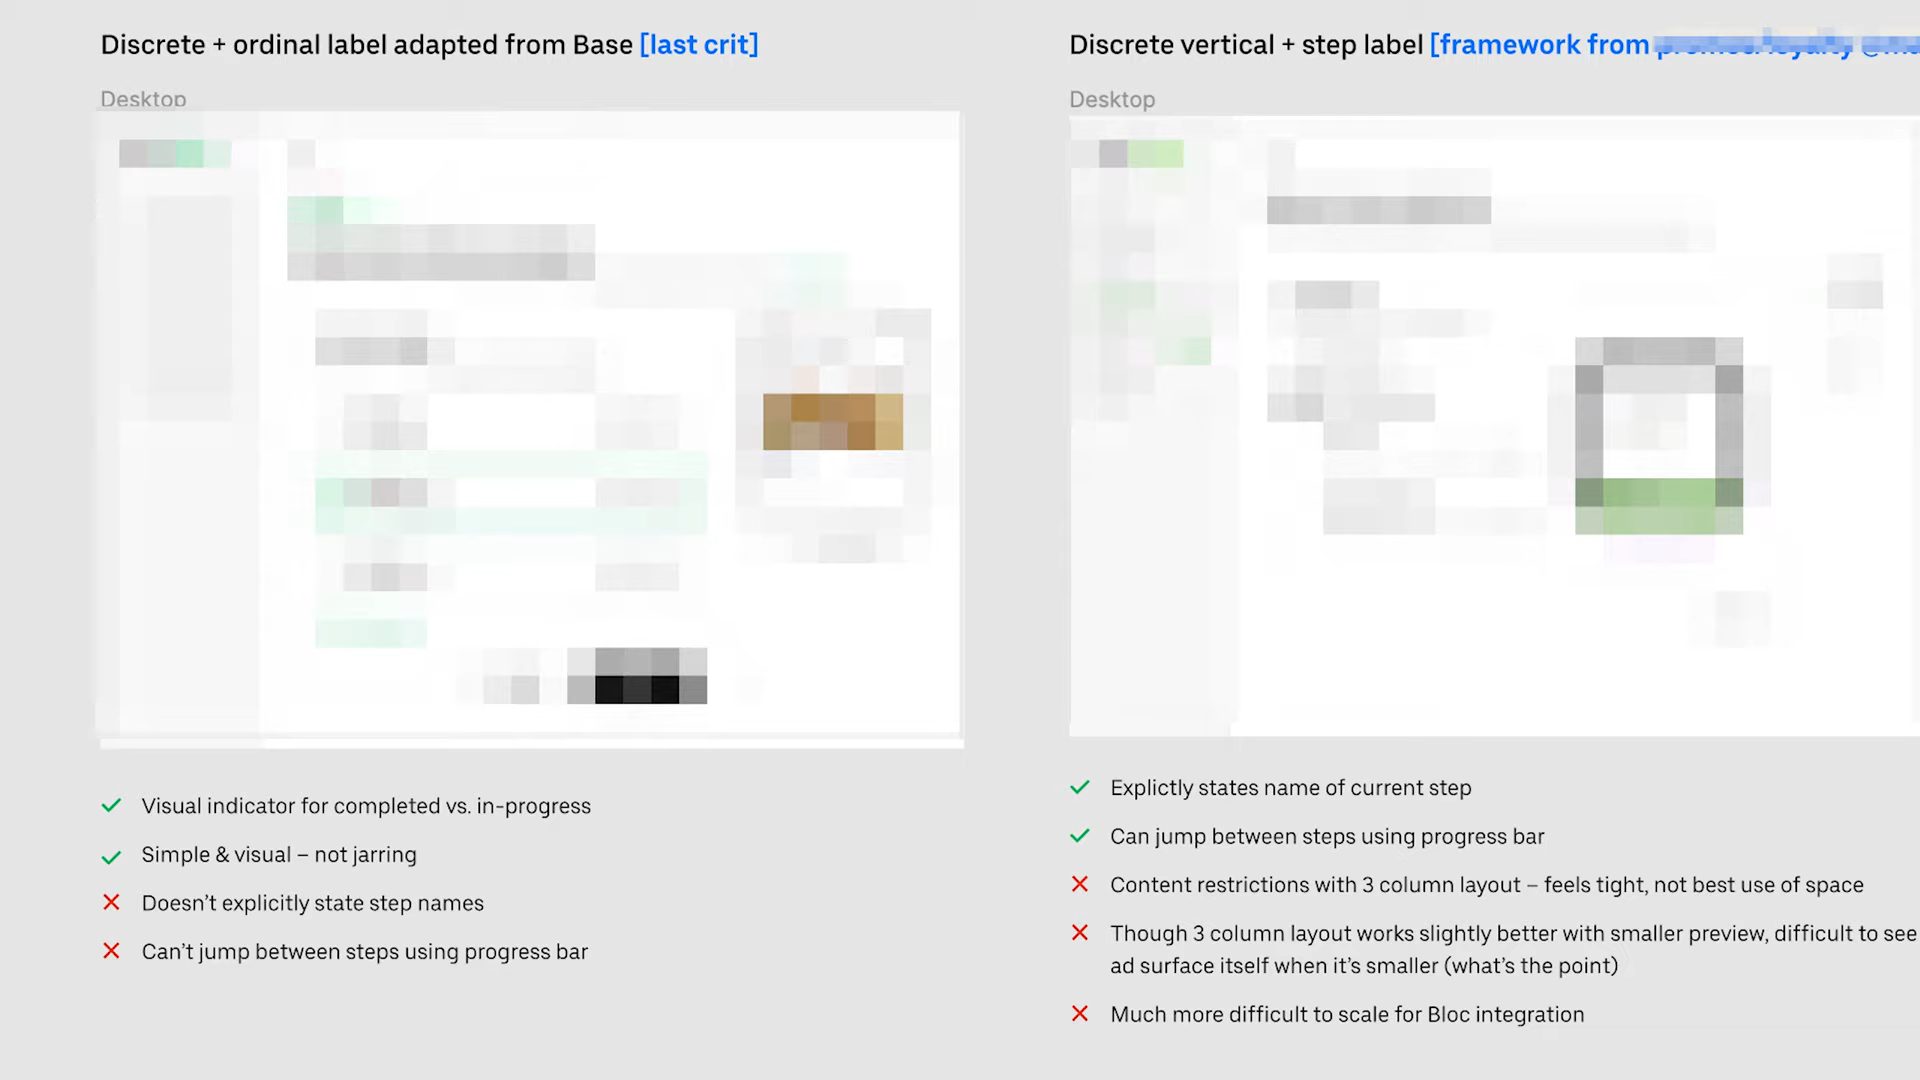 Discrete + ordinal label adapted from Base [last crit]
Desktop
Visual indicator for completed vs. in-progress
Simple & visual – not jarring
Doesn't explicitly state step names
Can't jump between steps using progress bar
Discrete vertical + step label [framework from
Desktop
Explictly states name of current step
Can jump between steps using progress bar
Content restrictions with 3 column layout – feels tight, not best use of space
Though 3 column layout works slightly better with smaller preview, difficult to see
ad surface itself when it's smaller (what's the point)
Much more difficult to scale for Bloc integration